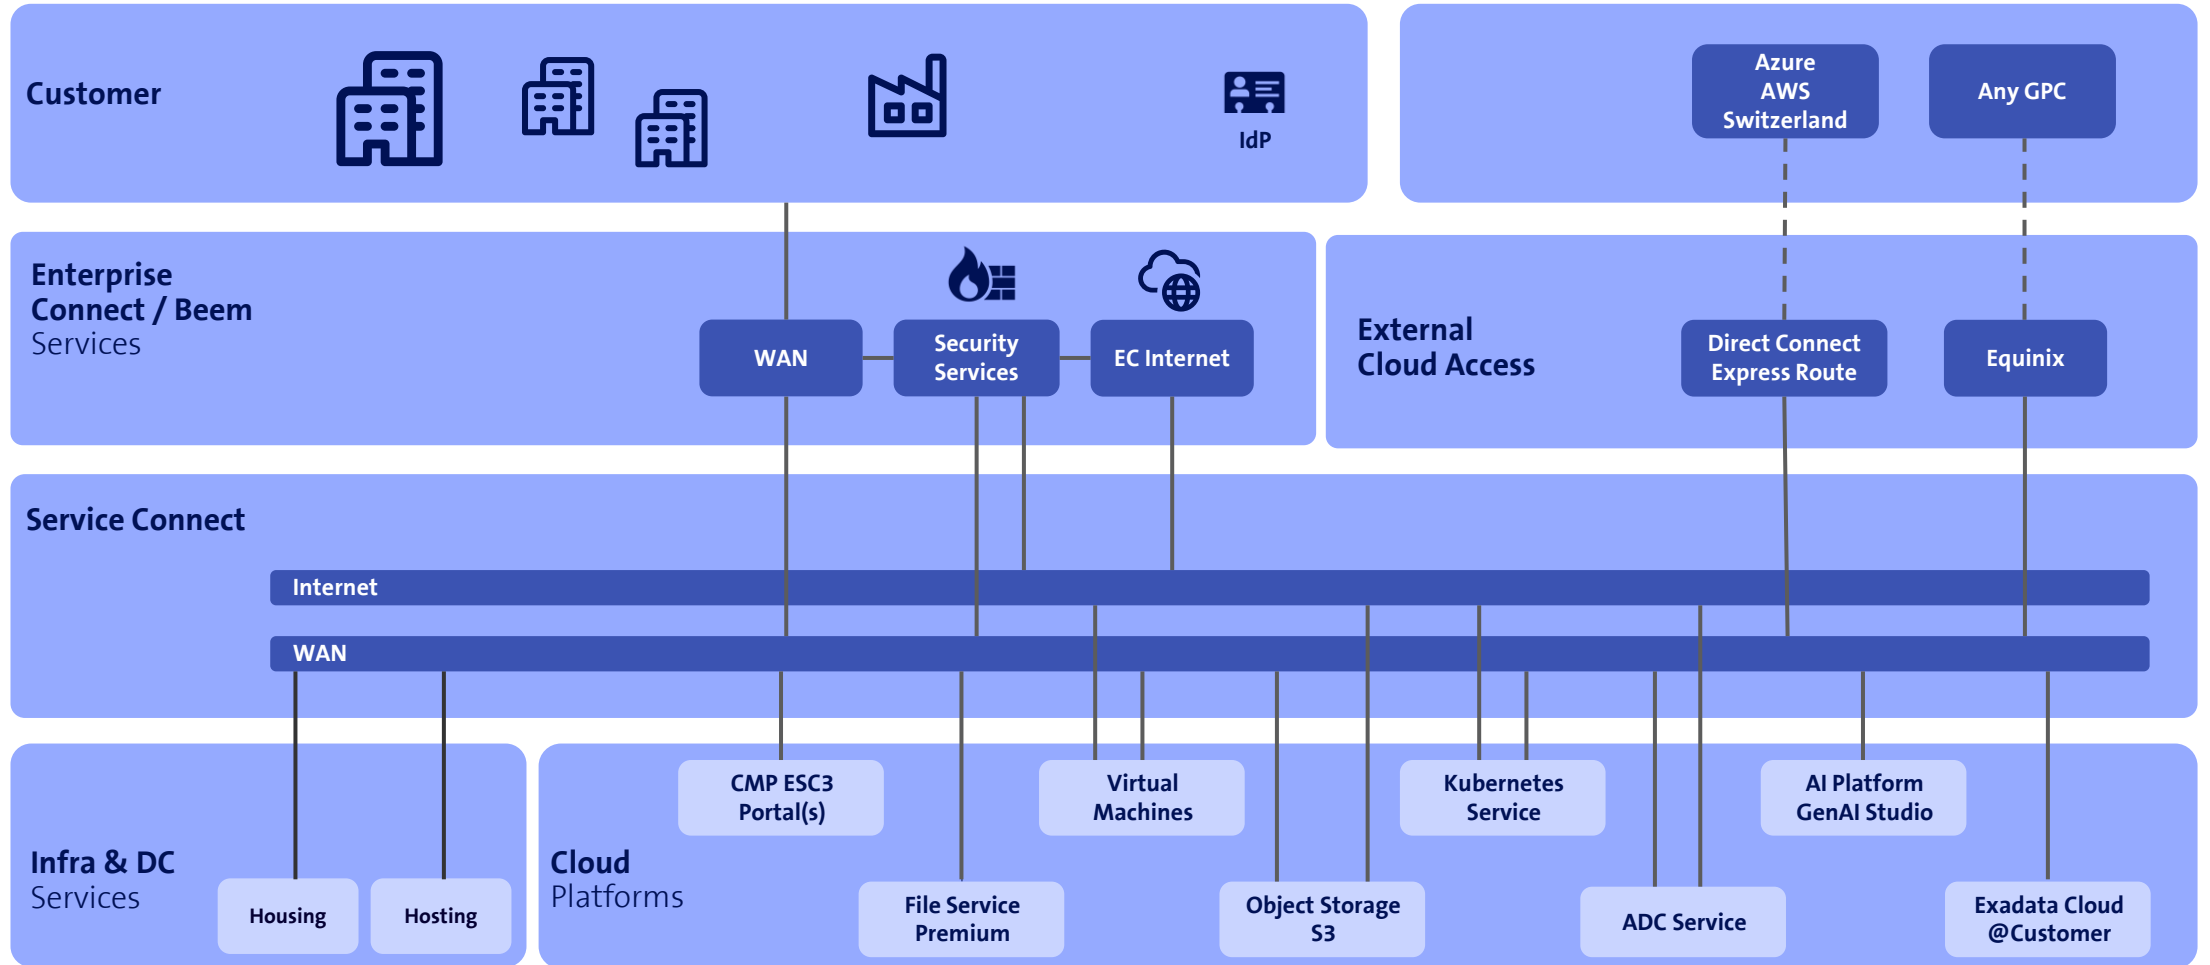 Customer
IdP
Azure
AWS
Switzerland
Any GPC
Enterprise
Connect / Beem
Services
WAN
Security
Services
EC Internet
External
Cloud Access
Direct Connect
Express Route
Equinix
Service Connect
Internet
WAN
Infra & DC
Services
Housing
Hosting
Cloud
Platforms
CMP ESC3
Portal(s)
File Service
Premium
Virtual
Machines
Object Storage
S3
Kubernetes
Service
ADC Service
AI Platform
GenAI Studio
Exadata Cloud
@Customer